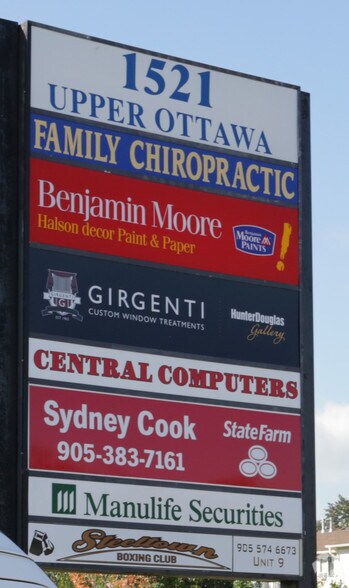 1521
UPPER OTTAWA
FAMILY CHIROPRACTIC
Benjamin Moore
Halson decor Paint & Paper
Benjamin
Moore
PAINTS
GIRGENTI
CUSTOM WINDOW TREATMENTS
HunterDouglas
Gallery
CENTRAL COMPUTERS
Sydney Cook
905-383-7161
StateFarm
Manulife Securities
Steeltown
BOXING CLUB
905 574 6673
UNIT 9